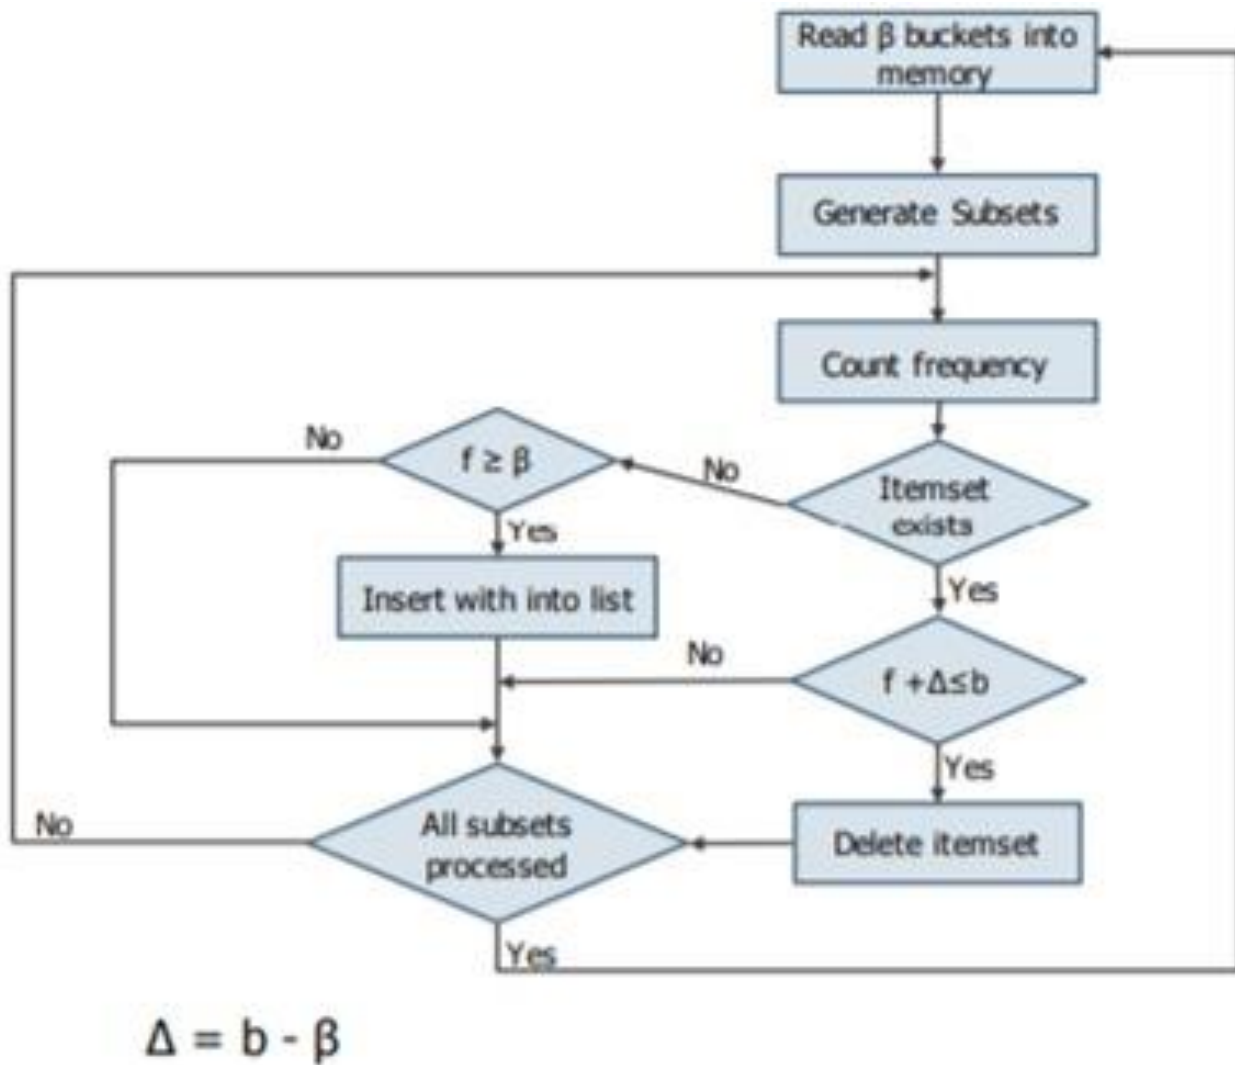 Read β buckets into
memory
Generate Subsets
Count frequency
Itemset
exists
No
f ≥ β
No
Yes
Insert with into list
Yes
f +Δ≤b
No
Yes
Delete itemset
All subsets
processed
No
Yes
Δ = b - β